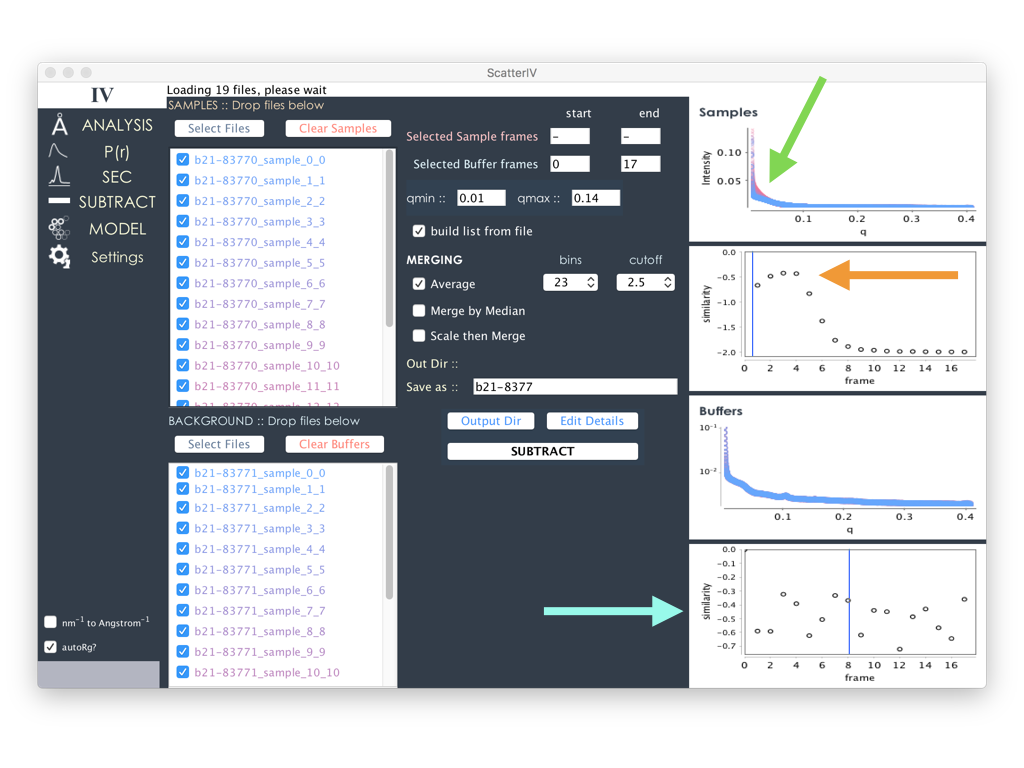 ScatterIV
IV
ANALYSIS
P(r)
SEC
SUBTRACT
MODEL
Settings
nm⁻¹ to Angstrom⁻¹
autoRg?
Loading 19 files, please wait
SAMPLES :: Drop files below
Select Files
Clear Samples
b21-83770_sample_0_0
b21-83770_sample_1_1
b21-83770_sample_2_2
b21-83770_sample_3_3
b21-83770_sample_4_4
b21-83770_sample_5_5
b21-83770_sample_6_6
b21-83770_sample_7_7
b21-83770_sample_8_8
b21-83770_sample_9_9
b21-83770_sample_10_10
b21-83770_sample_11_11
BACKGROUND :: Drop files below
Select Files
Clear Buffers
b21-83771_sample_0_0
b21-83771_sample_1_1
b21-83771_sample_2_2
b21-83771_sample_3_3
b21-83771_sample_4_4
b21-83771_sample_5_5
b21-83771_sample_6_6
b21-83771_sample_7_7
b21-83771_sample_8_8
b21-83771_sample_9_9
b21-83771_sample_10_10
start end
Selected Sample frames – –
Selected Buffer frames 0 17
qmin :: 0.01 qmax :: 0.14
build list from file
MERGING bins cutoff
Average 23 2.5
Merge by Median
Scale then Merge
Out Dir ::
Save as :: b21-8377
Output Dir Edit Details
SUBTRACT
Samples
Intensity
0.10
0.05
0.1 0.2 0.3 0.4
q
similarity
0.0
−0.5
−1.0
−1.5
−2.0
0 2 4 6 8 10 12 14 16
frame
Buffers
10⁻¹
10⁻²
0.1 0.2 0.3 0.4
q
similarity
0.0
−0.1
−0.2
−0.3
−0.4
−0.5
−0.6
−0.7
0 2 4 6 8 10 12 14 16
frame